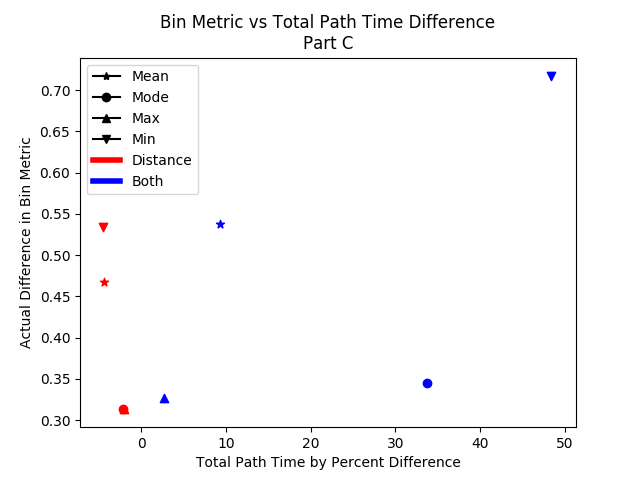 Bin Metric vs Total Path Time Difference
Part C
Mean
Mode
Max
Min
Distance
Both
Actual Difference in Bin Metric
0.70
0.65
0.60
0.55
0.50
0.45
0.40
0.35
0.30
0 10 20 30 40 50
Total Path Time by Percent Difference